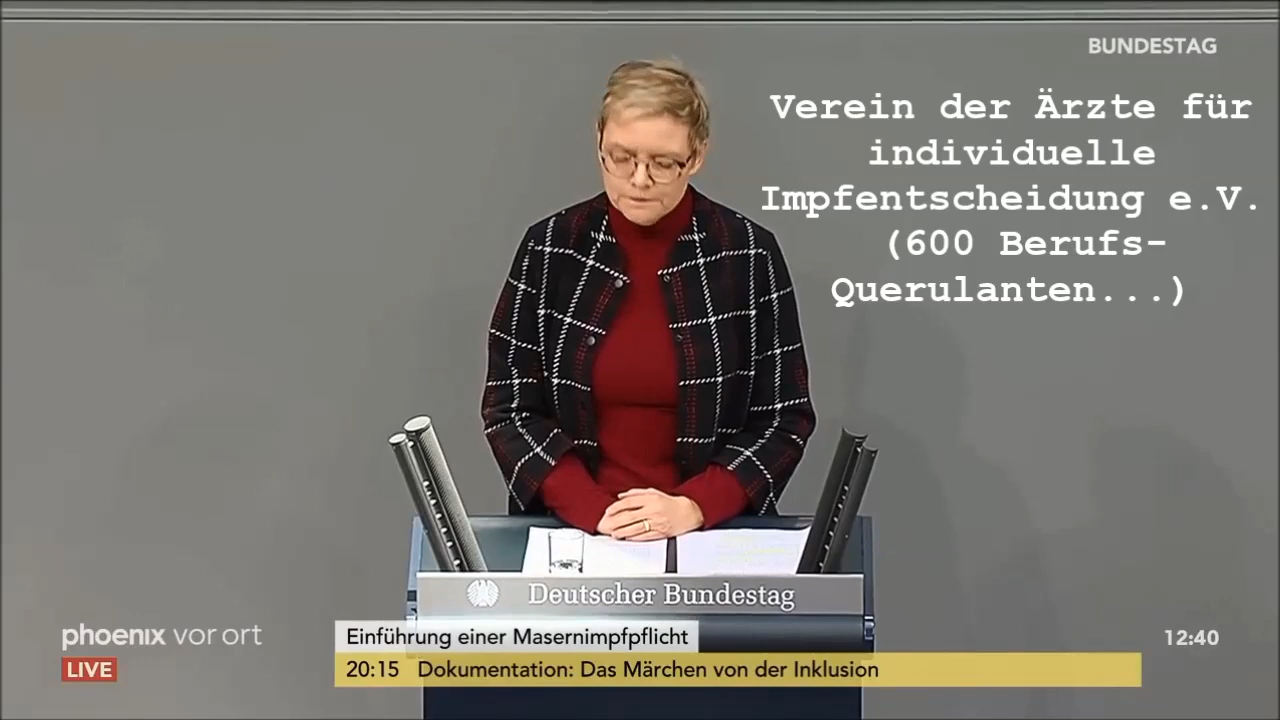 BUNDESTAG
Verein der Ärzte für
individuelle
Impfentscheidung e.V.
(600 Berufs-
Querulanten...)
Deutscher Bundestag
phoenix vor ort
LIVE
Einführung einer Masernimpfpflicht
12:40
20:15 Dokumentation: Das Märchen von der Inklusion